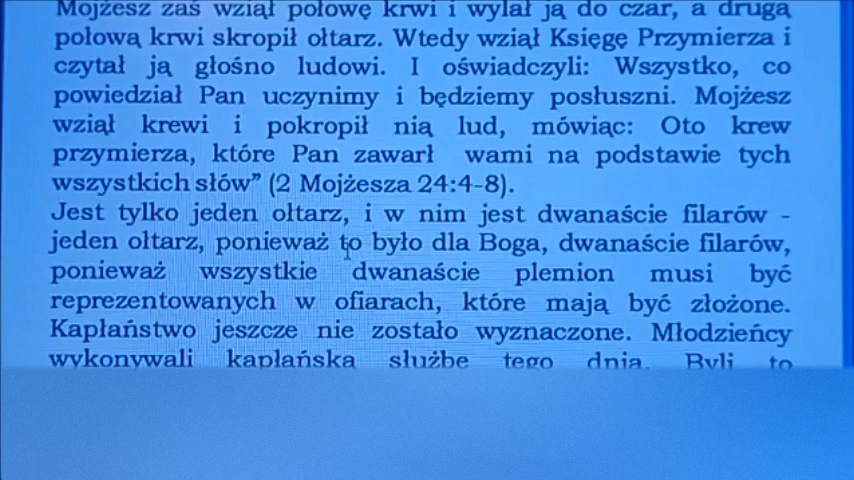 Mojżesz zaś wziął połowę krwi i wylał ją do czar, a drugą
połową krwi skropił ołtarz. Wtedy wziął Księgę Przymierza i
czytał ją głośno ludowi. I oświadczyli: Wszystko, co
powiedział Pan uczynimy i będziemy posłuszni. Mojżesz
wziął krewi i pokropił nią lud, mówiąc: Oto krew
przymierza, które Pan zawarł wami na podstawie tych
wszystkich słów” (2 Mojżesza 24:4-8).
Jest tylko jeden ołtarz, i w nim jest dwanaście filarów -
jeden ołtarz, ponieważ to było dla Boga, dwanaście filarów,
ponieważ wszystkie dwanaście plemion musi być
reprezentowanych w ofiarach, które mają być złożone.
Kapłaństwo jeszcze nie zostało wyznaczone. Młodzieńcy
wykonywali kapłańską służbę tego dnia. Byli to